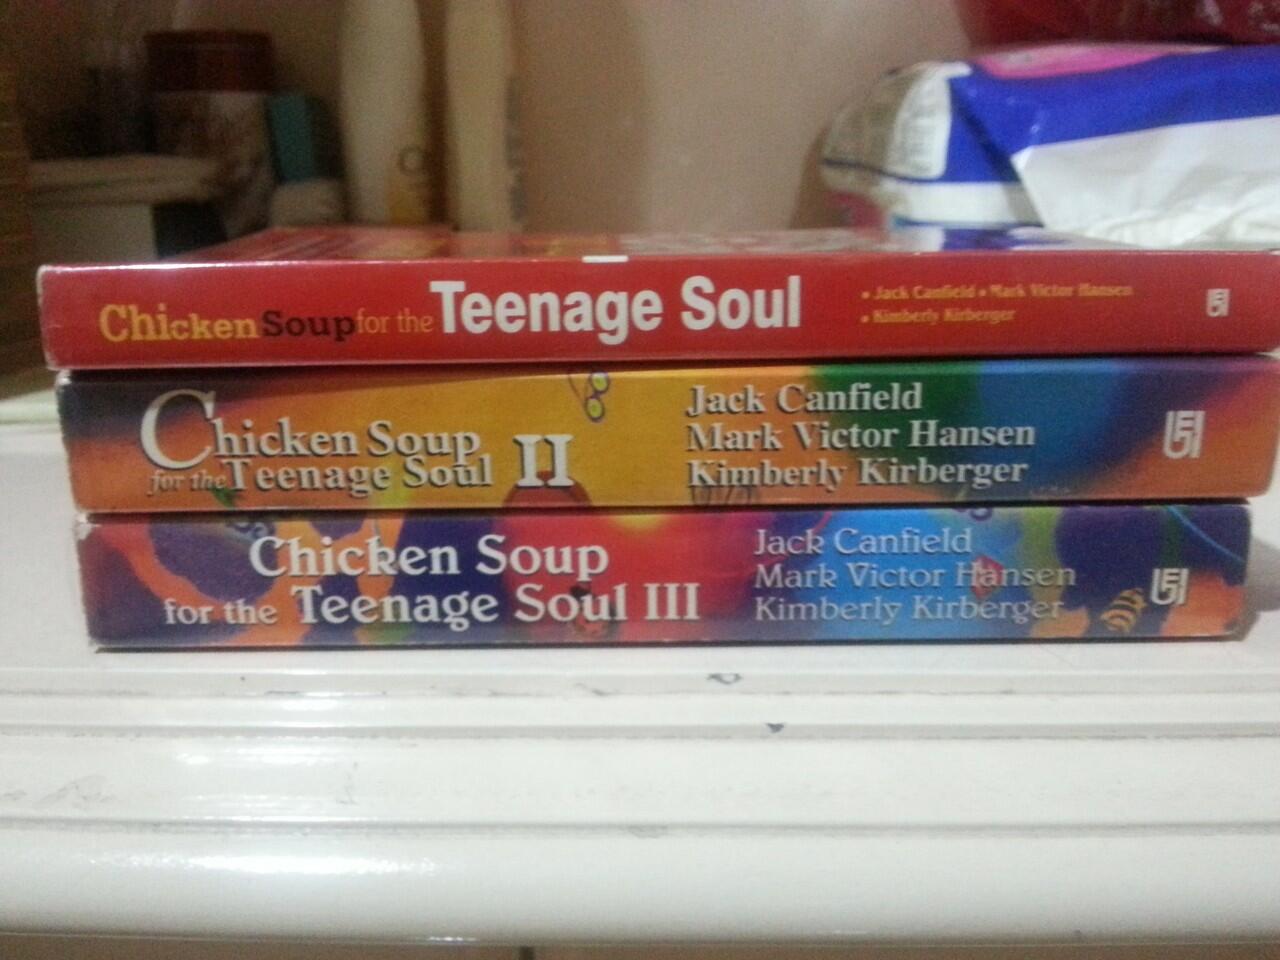 Chicken Soup for the Teenage Soul
• Jack Canfield • Mark Victor Hansen
• Kimberly Kirberger
Chicken Soup
for the Teenage Soul II
Jack Canfield
Mark Victor Hansen
Kimberly Kirberger
Chicken Soup
for the Teenage Soul III
Jack Canfield
Mark Victor Hansen
Kimberly Kirberger